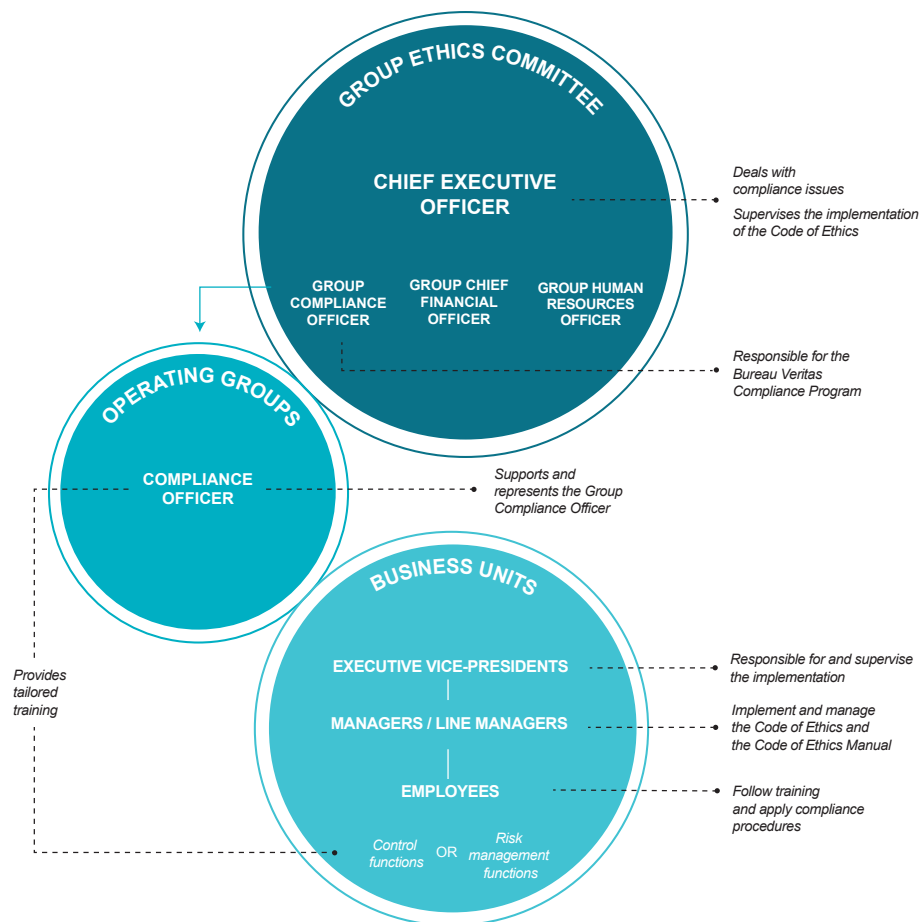 GROUP ETHICS COMMITTEE
CHIEF EXECUTIVE
OFFICER
Deals with
compliance issues
Supervises the implementation
of the Code of Ethics
GROUP
COMPLIANCE
OFFICER
GROUP CHIEF
FINANCIAL
OFFICER
GROUP HUMAN
RESOURCES
OFFICER
Responsible for the
Bureau Veritas
Compliance Program
OPERATING GROUPS
COMPLIANCE
OFFICER
Supports and
represents the Group
Compliance Officer
Provides
tailored
training
BUSINESS UNITS
EXECUTIVE VICE-PRESIDENTS
Responsible for and supervise
the implementation
MANAGERS / LINE MANAGERS
Implement and manage
the Code of Ethics and
the Code of Ethics Manual
EMPLOYEES
Follow training
and apply compliance
procedures
Control
functions
OR
Risk
management
functions